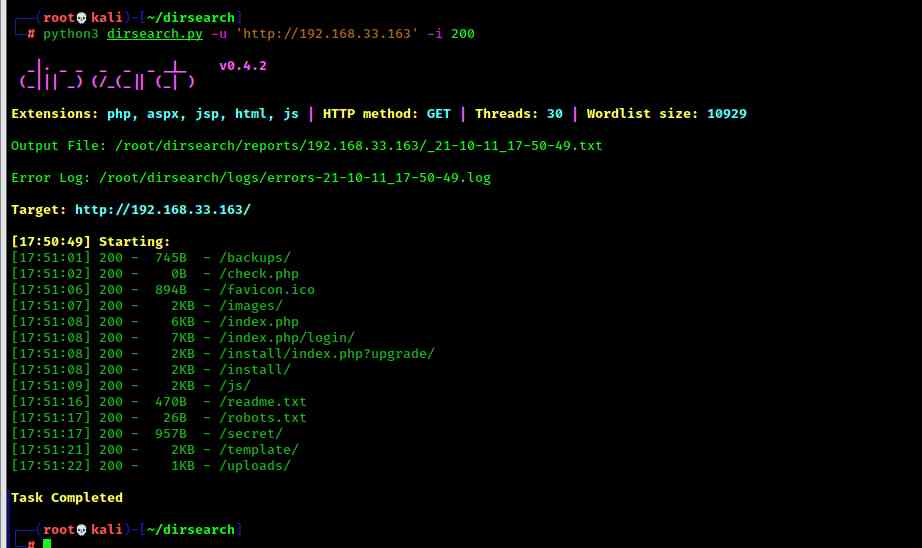 (root💀kali)-[~/dirsearch]
# python3 dirsearch.py -u 'http://192.168.33.163' -i 200
dirsearch v0.4.2
Extensions: php, aspx, jsp, html, js | HTTP method: GET | Threads: 30 | Wordlist size: 10929
Output File: /root/dirsearch/reports/192.168.33.163/_21-10-11_17-50-49.txt
Error Log: /root/dirsearch/logs/errors-21-10-11_17-50-49.log
Target: http://192.168.33.163/
[17:50:49] Starting:
[17:51:01] 200 -  745B  - /backups/
[17:51:02] 200 -    0B  - /check.php
[17:51:06] 200 -  894B  - /favicon.ico
[17:51:07] 200 -    2KB - /images/
[17:51:08] 200 -    6KB - /index.php
[17:51:08] 200 -    7KB - /index.php/login/
[17:51:08] 200 -    2KB - /install/index.php?upgrade/
[17:51:08] 200 -    2KB - /install/
[17:51:09] 200 -    2KB - /js/
[17:51:16] 200 -  470B  - /readme.txt
[17:51:17] 200 -   26B  - /robots.txt
[17:51:17] 200 -  957B  - /secret/
[17:51:21] 200 -    2KB - /template/
[17:51:22] 200 -    1KB - /uploads/
Task Completed
(root💀kali)-[~/dirsearch]
#